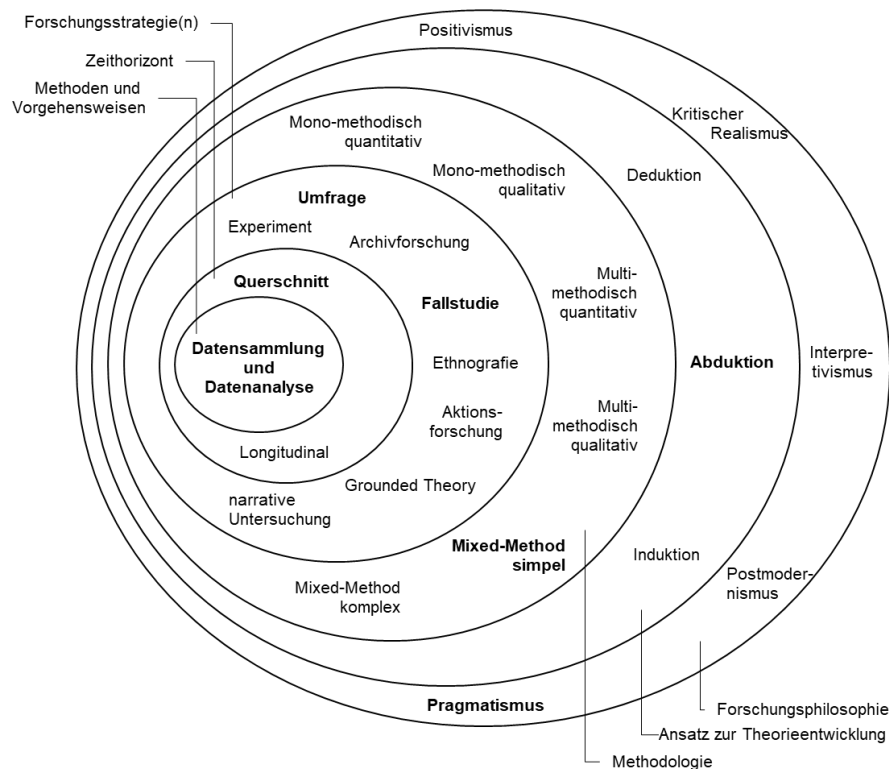 Forschungsstrategie(n)
Zeithorizont
Methoden und
Vorgehensweisen
Positivismus
Kritischer
Realismus
Mono-methodisch
quantitativ
Mono-methodisch
qualitativ
Deduktion
Umfrage
Experiment
Archivforschung
Querschnitt
Fallstudie
Multi-
methodisch
quantitativ
Datensammlung
und
Datenanalyse
Ethnografie
Abduktion
Interpre-
tivismus
Aktions-
forschung
Multi-
methodisch
qualitativ
Longitudinal
Grounded Theory
narrative
Untersuchung
Mixed-Method
simpel
Induktion
Postmoder-
nismus
Mixed-Method
komplex
Pragmatismus
Forschungsphilosophie
Ansatz zur Theorieentwicklung
Methodologie